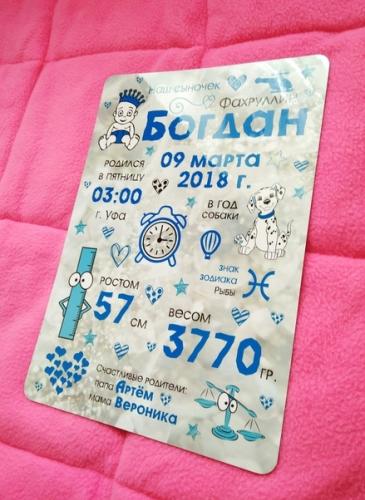 Наш сыночек
Фахруллин
Богдан
РОДИЛСЯ
В ПЯТНИЦУ
03:00
г. Уфа
09 марта
2018 г.
В ГОД
СОБАКИ
знак
зодиака
Рыбы
РОСТОМ
57 СМ
ВЕСОМ
3770 ГР.
Счастливые родители:
папа Артём
мама Вероника